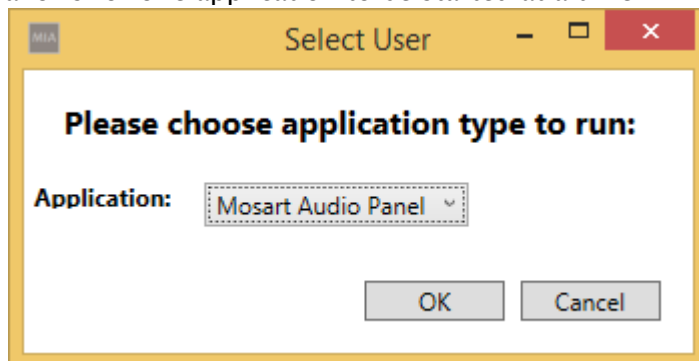 MIA
Select User
Please choose application type to run:
Application:
Mosart Audio Panel
OK
Cancel